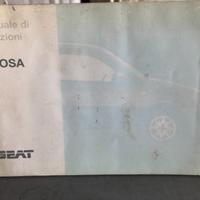 uale di
zioni
OSA
SEAT